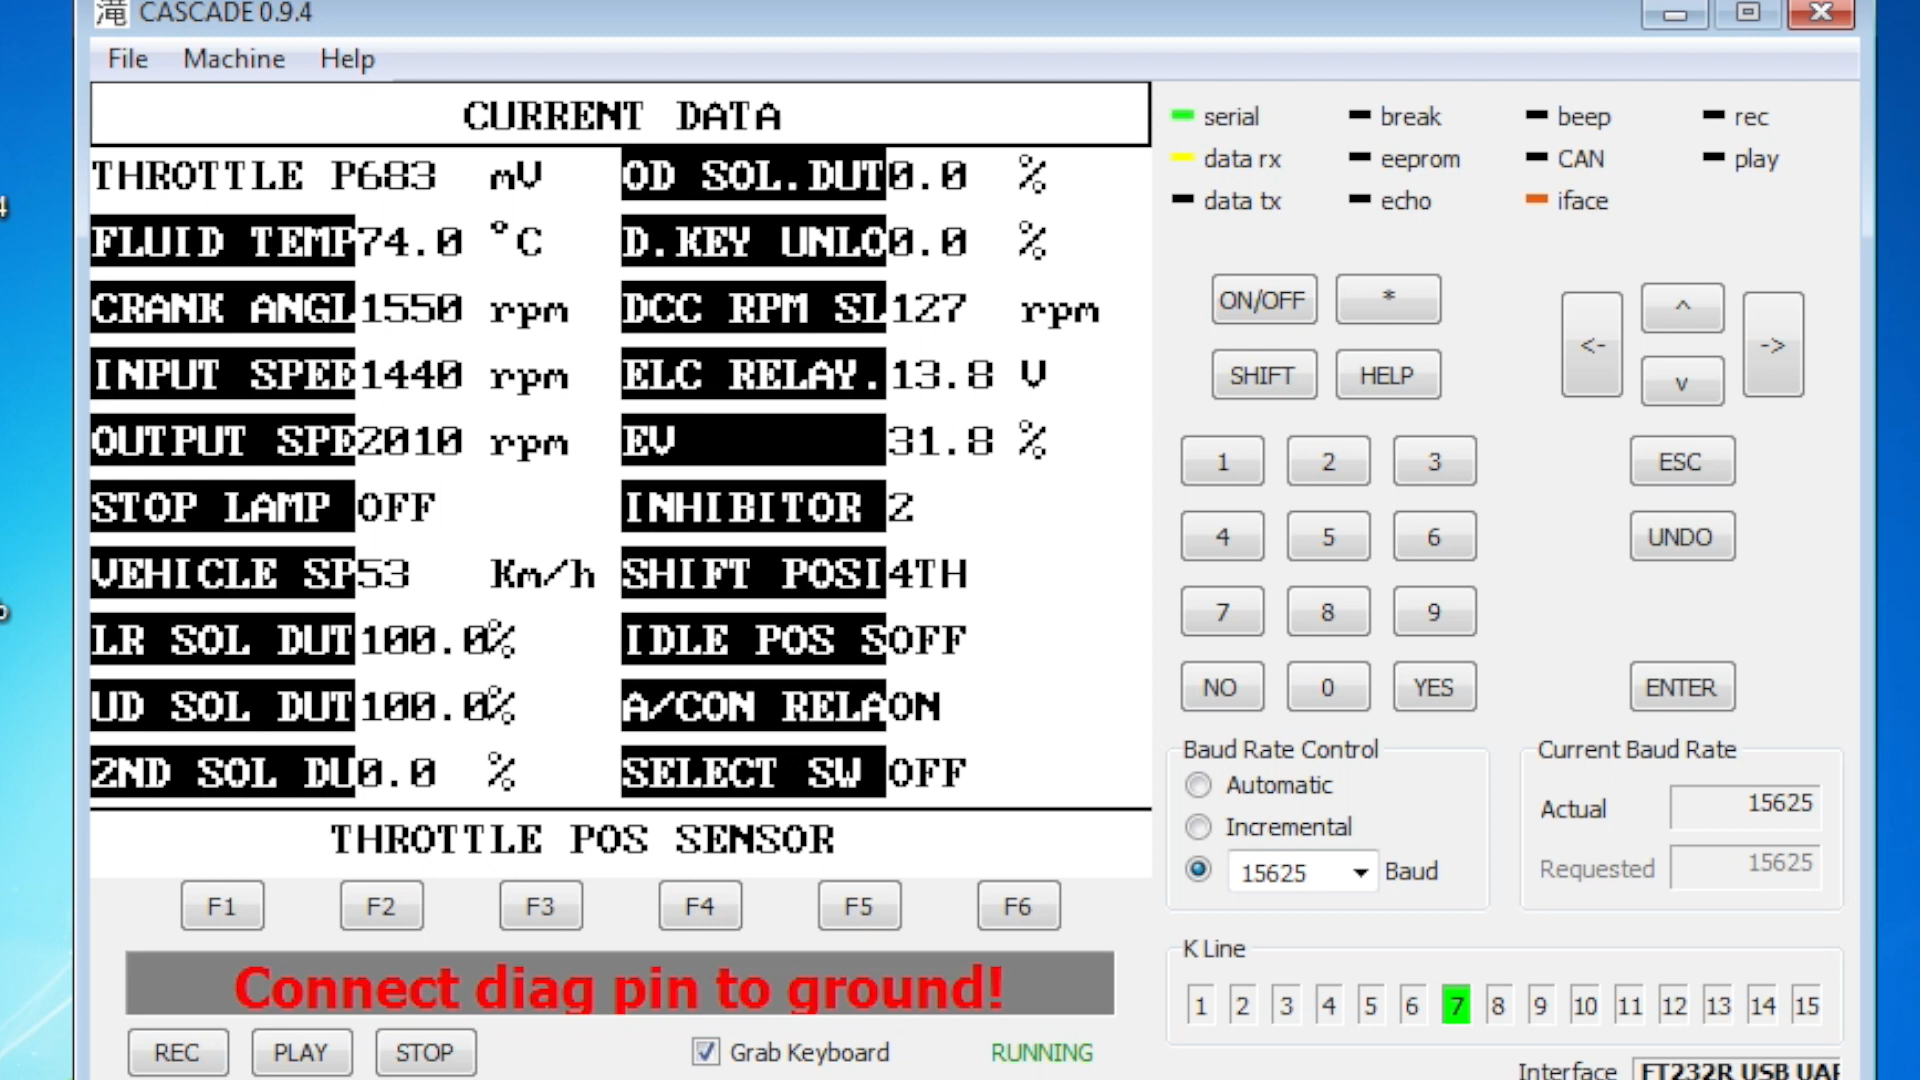 滝 CASCADE 0.9.4
File Machine Help
CURRENT DATA
THROTTLE P683 mV OD SOL.DUT0.0 %
FLUID TEMP74.0 °C D.KEY UNLO0.0 %
CRANK ANGL1550 rpm DCC RPM SL127 rpm
INPUT SPEE1440 rpm ELC RELAY.13.8 V
OUTPUT SPE2010 rpm EV 31.8 %
STOP LAMP OFF INHIBITOR 2
VEHICLE SP53 Km/h SHIFT POSI4TH
LR SOL DUT100.0% IDLE POS SOFF
UD SOL DUT100.0% A/CON RELAON
2ND SOL DU0.0 % SELECT SW OFF
THROTTLE POS SENSOR
F1 F2 F3 F4 F5 F6
Connect diag pin to ground!
REC PLAY STOP Grab Keyboard RUNNING
serial break beep rec
data rx eeprom CAN play
data tx echo iface
ON/OFF * <- ^ ->
SHIFT HELP v
1 2 3 ESC
4 5 6 UNDO
7 8 9
NO 0 YES ENTER
Baud Rate Control
Automatic
Incremental
15625 Baud
Current Baud Rate
Actual 15625
Requested 15625
K Line
1 2 3 4 5 6 7 8 9 10 11 12 13 14 15
Interface FT232R USB UAR